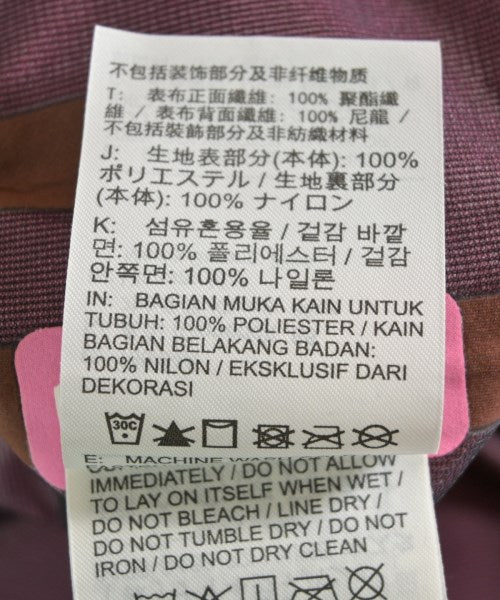 不包括装饰部分及非纤维物质
T: 表布正面纖維: 100% 聚酯纖
維 / 表布背面纖維: 100% 尼龍 /
不包括裝飾部分及非紡織材料
J: 生地表部分(本体): 100%
ポリエステル / 生地裏部分
(本体): 100% ナイロン
K: 섬유혼용율 / 겉감 바깥
면: 100% 폴리에스터 / 겉감
안쪽면: 100% 나일론
IN: BAGIAN MUKA KAIN UNTUK
TUBUH: 100% POLIESTER / KAIN
BAGIAN BELAKANG BADAN:
100% NILON / EKSKLUSIF DARI
DEKORASI
30C
E: MACHINE
IMMEDIATELY / DO NOT ALLOW
TO LAY ON ITSELF WHEN WET /
DO NOT BLEACH / LINE DRY /
DO NOT TUMBLE DRY / DO NOT
IRON / DO NOT DRY CLEAN